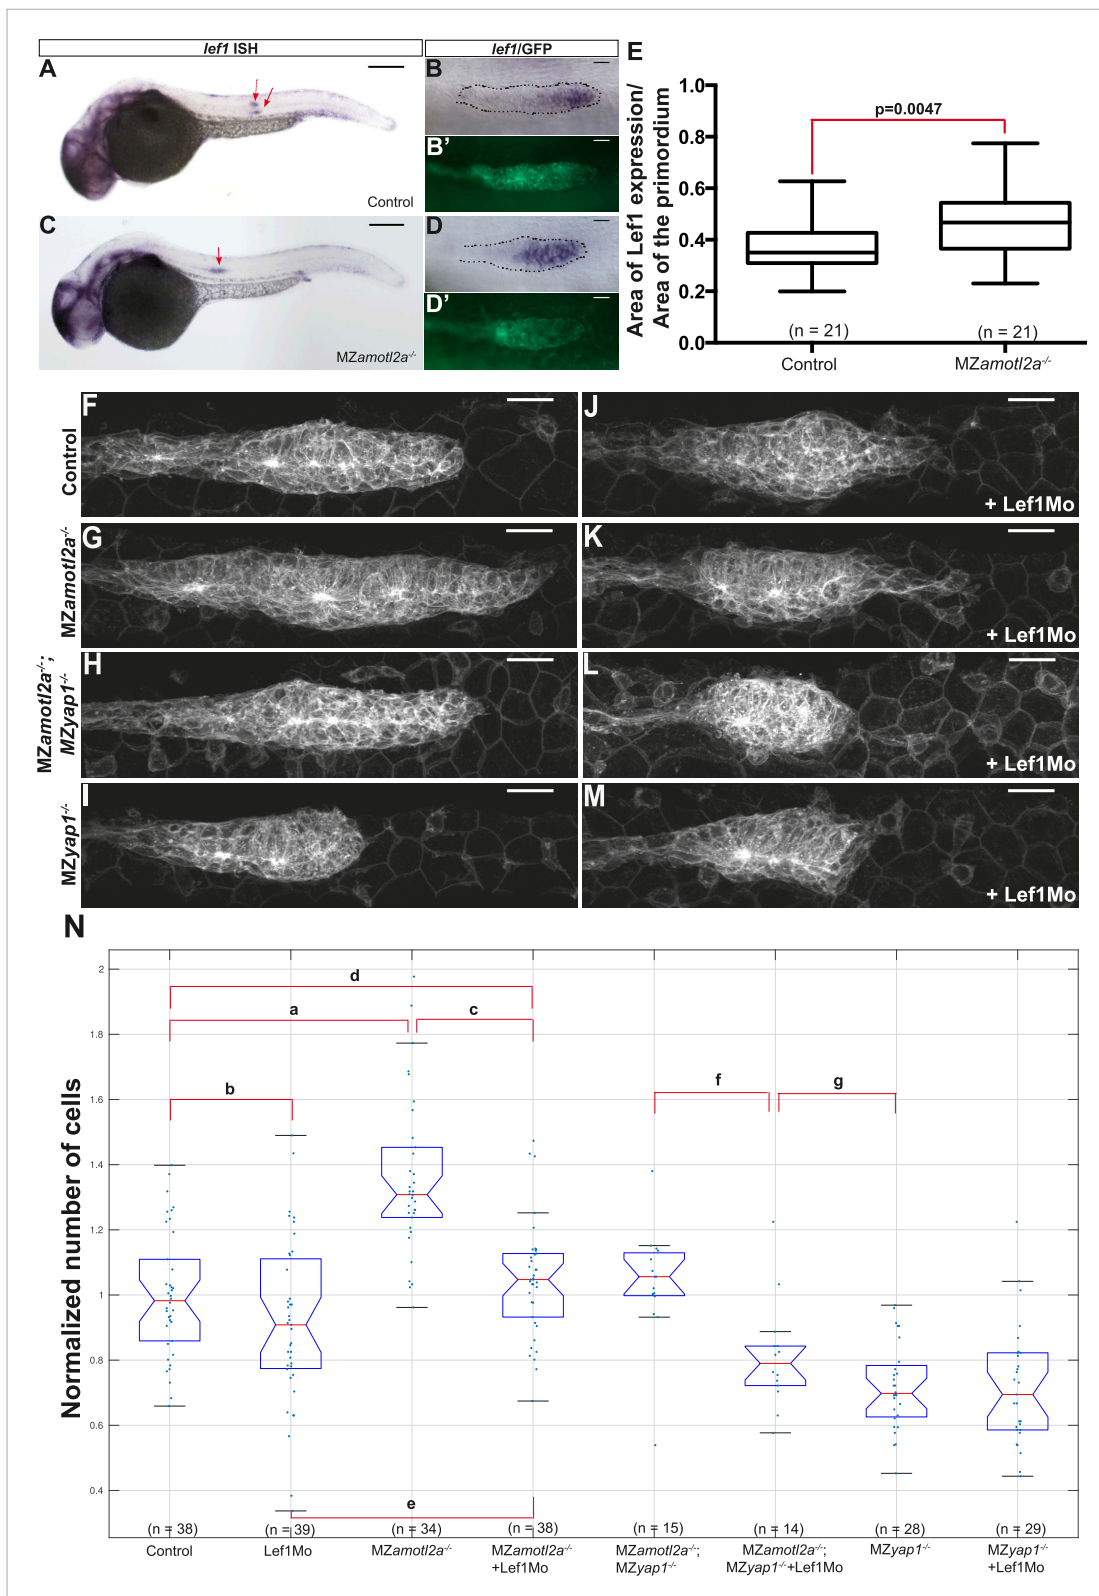 lef1 ISH
lef1/GFP
A
Control
B
B'
C
MZamotl2a-/-
D
D'
E
Area of Lef1 expression/
Area of the primordium
1.0
0.8
0.6
0.4
0.2
0.0
p=0.0047
(n = 21)
(n = 21)
Control
MZamotl2a-/-
Control
F
J
+ Lef1Mo
MZamotl2a-/-
G
K
+ Lef1Mo
MZamotl2a-/-;
MZyap1-/-
H
L
+ Lef1Mo
MZyap1-/-
I
M
+ Lef1Mo
N
Normalized number of cells
2
1.8
1.6
1.4
1.2
1
0.8
0.6
0.4
d
a
c
b
f
g
e
(n = 38)
(n = 39)
(n = 34)
(n = 38)
(n = 15)
(n = 14)
(n = 28)
(n = 29)
Control
Lef1Mo
MZamotl2a-/-
MZamotl2a-/-
+Lef1Mo
MZamotl2a-/-;
MZyap1-/-
MZamotl2a-/-;
MZyap1-/-+Lef1Mo
MZyap1-/-
MZyap1-/-
+Lef1Mo